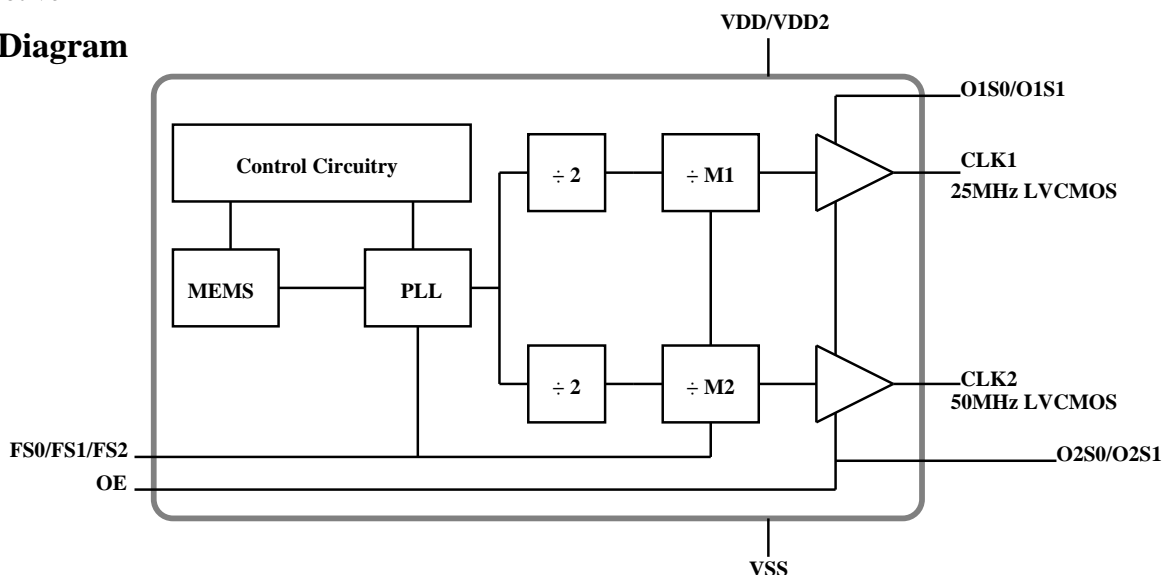 Diagram
VDD/VDD2
O1S0/O1S1
Control Circuitry
÷ 2
÷ M1
CLK1
25MHz LVCMOS
MEMS
PLL
÷ 2
÷ M2
CLK2
50MHz LVCMOS
FS0/FS1/FS2
O2S0/O2S1
OE
VSS